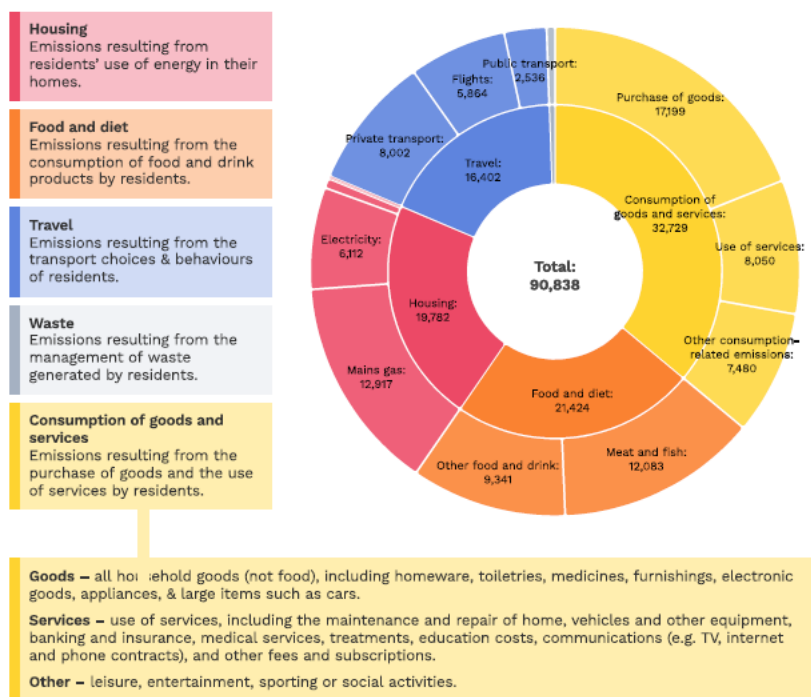 Housing
Emissions resulting from
residents' use of energy in their
homes.
Food and diet
Emissions resulting from the
consumption of food and drink
products by residents.
Travel
Emissions resulting from the
transport choices & behaviours
of residents.
Waste
Emissions resulting from the
management of waste
generated by residents.
Consumption of goods and
services
Emissions resulting from the
purchase of goods and the use
of services by residents.
Public transport:
2,536
Flights:
5,864
Private transport:
8,002
Travel:
16,402
Purchase of goods:
17,199
Consumption of
goods and services:
32,729
Use of services:
8,050
Other consumption-
related emissions:
7,480
Electricity:
6,112
Housing:
19,782
Mains gas:
12,917
Total:
90,838
Food and diet:
21,424
Other food and drink:
9,341
Meat and fish:
12,083
Goods – all household goods (not food), including homeware, toiletries, medicines, furnishings, electronic
goods, appliances, & large items such as cars.
Services – use of services, including the maintenance and repair of home, vehicles and other equipment,
banking and insurance, medical services, treatments, education costs, communications (e.g. TV, internet
and phone contracts), and other fees and subscriptions.
Other – leisure, entertainment, sporting or social activities.